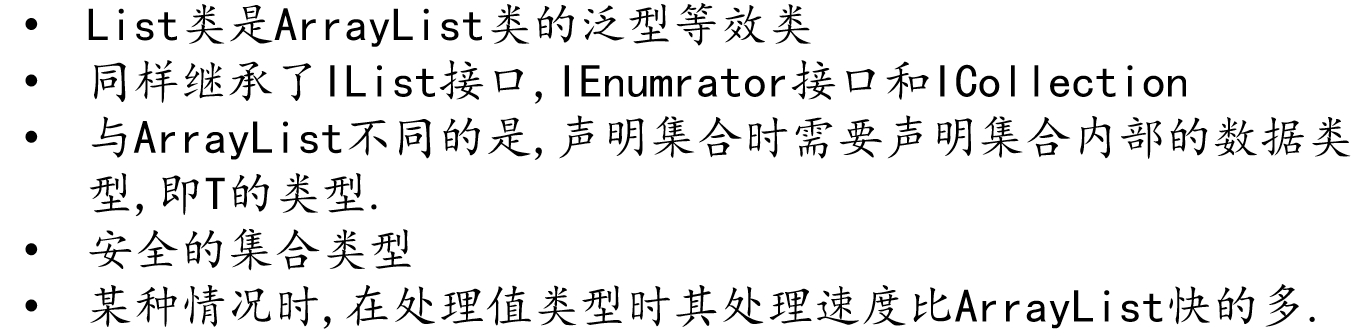 • List类是ArrayList类的泛型等效类
• 同样继承了IList接口,IEnumrator接口和ICollection
• 与ArrayList不同的是,声明集合时需要声明集合内部的数据类
型,即T的类型.
• 安全的集合类型
• 某种情况时,在处理值类型时其处理速度比ArrayList快的多.